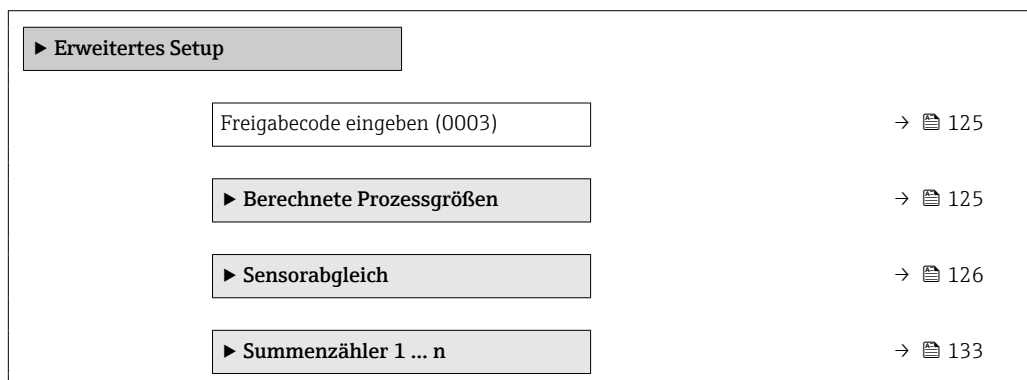 ▶ Erweitertes Setup
Freigabecode eingeben (0003) → 125
▶ Berechnete Prozessgrößen → 125
▶ Sensorabgleich → 126
▶ Summenzähler 1 … n → 133